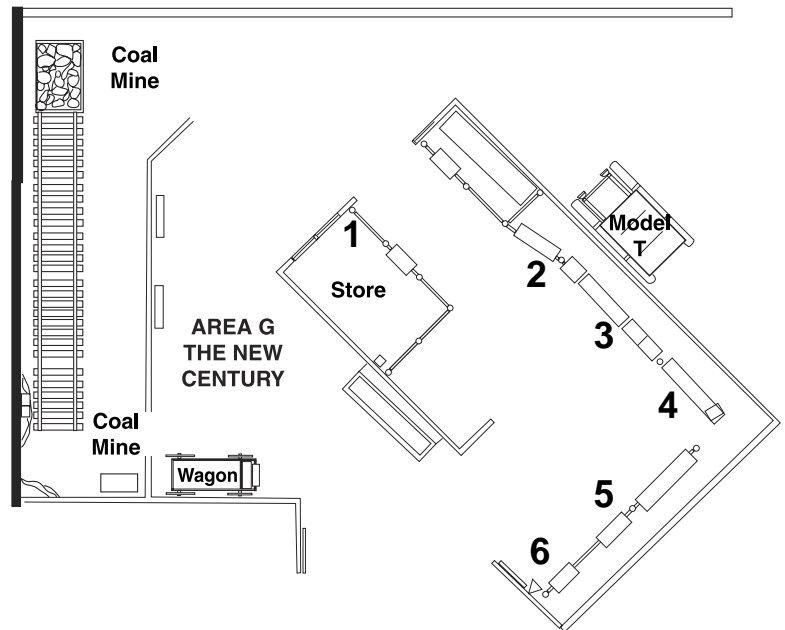 Coal
Mine
1
Store
2
Model
T
3
AREA G
THE NEW
CENTURY
4
Coal
Mine
Wagon
5
6